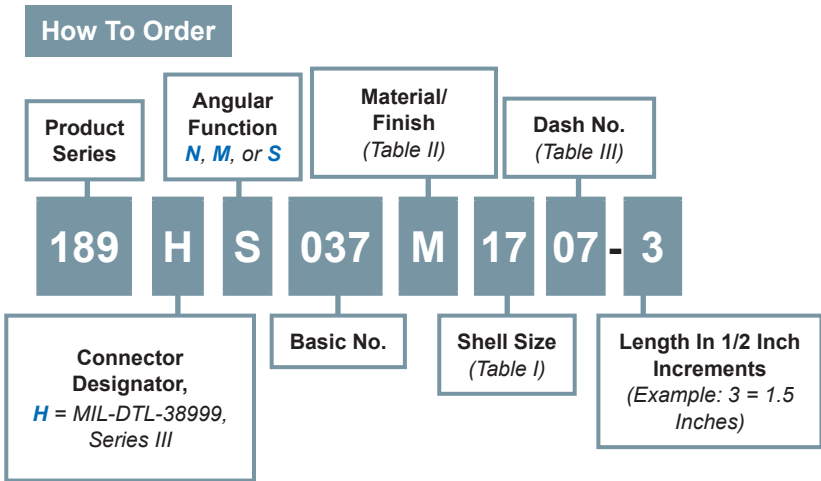 How To Order
Product
Series
Angular
Function
N, M, or S
Material/
Finish
(Table II)
Dash No.
(Table III)
189 H S 037 M 17 07 - 3
Connector
Designator,
H = MIL-DTL-38999,
Series III
Basic No.
Shell Size
(Table I)
Length In 1/2 Inch
Increments
(Example: 3 = 1.5
Inches)